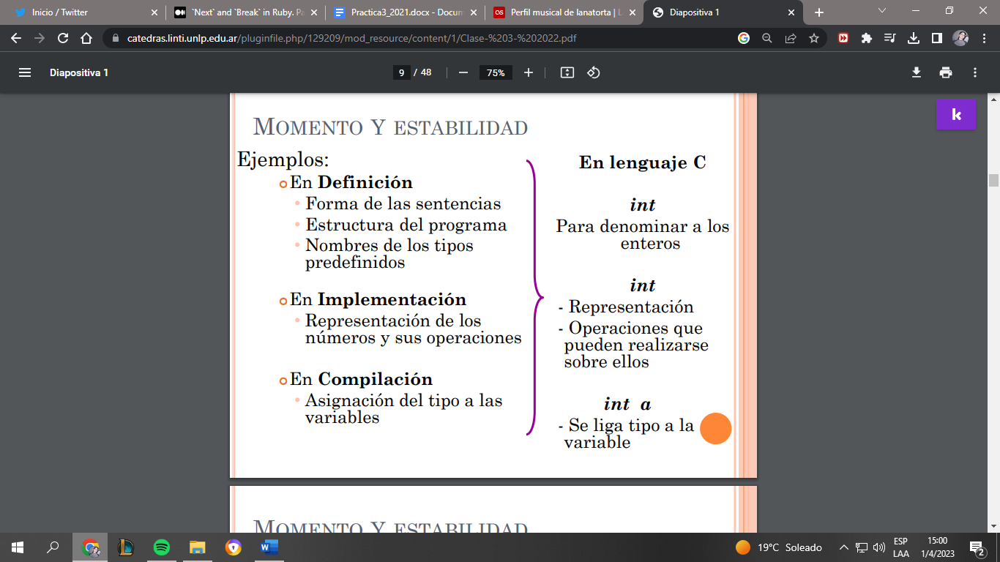 Inicio / Twitter
`Next` and `Break` in Ruby. Pa
Practica3_2021.docx - Docum
Perfil musical de lanatorta | L
Diapositiva 1
catedras.linti.unlp.edu.ar/pluginfile.php/129209/mod_resource/content/1/Clase-%203-%202022.pdf
Diapositiva 1
9 / 48
75%
k
MOMENTO Y ESTABILIDAD
Ejemplos:
En Definición
Forma de las sentencias
Estructura del programa
Nombres de los tipos
predefinidos
En Implementación
Representación de los
números y sus operaciones
En Compilación
Asignación del tipo a las
variables
En lenguaje C
int
Para denominar a los
enteros
int
- Representación
- Operaciones que
pueden realizarse
sobre ellos
int a
- Se liga tipo a la
variable
MOMENTO Y ESTABILIDAD
19°C Soleado
ESP
LAA
15:00
1/4/2023
2